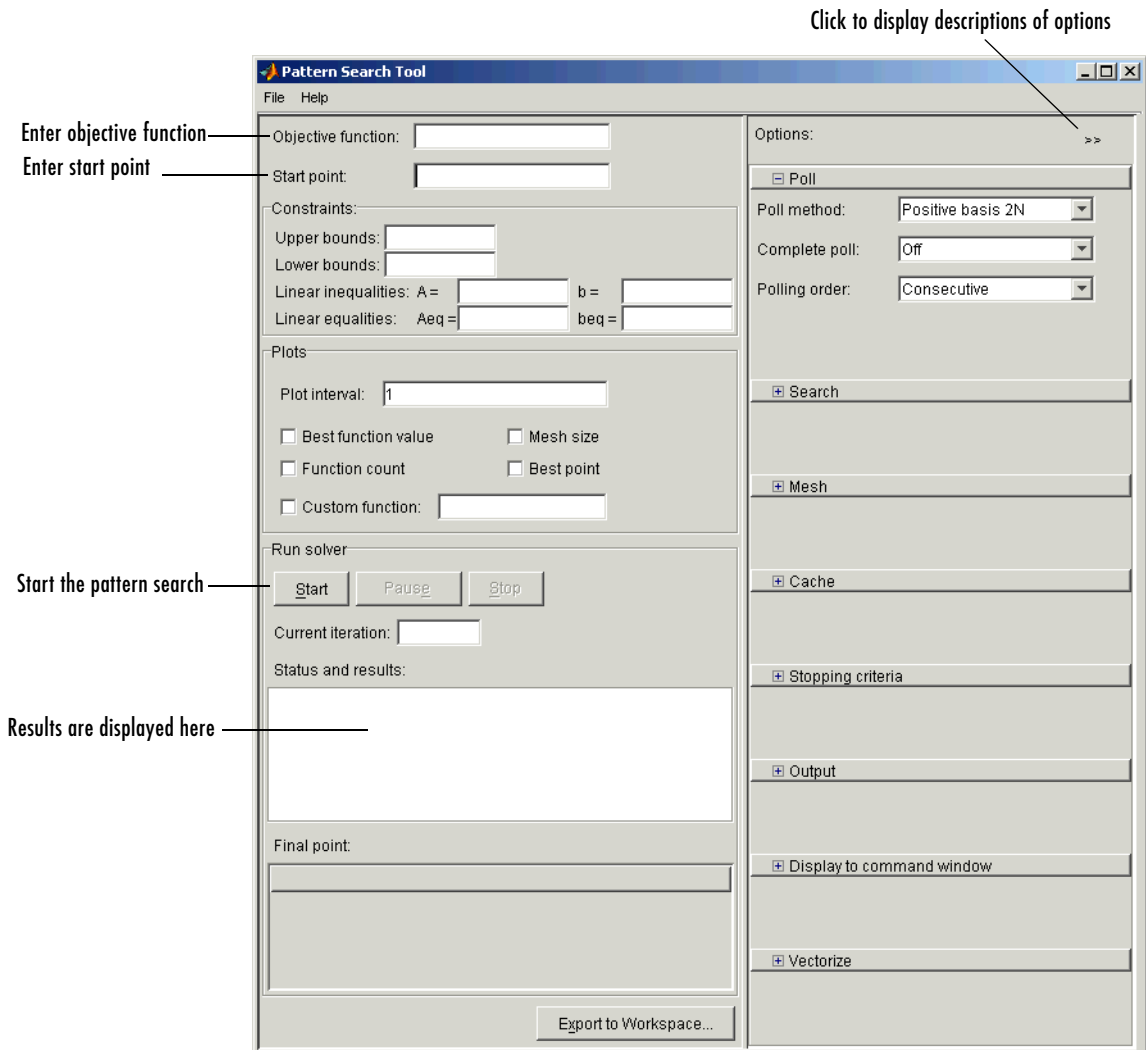 Click to display descriptions of options
Pattern Search Tool
File Help
Enter objective function
Objective function:
Enter start point
Start point:
Constraints:
Upper bounds:
Lower bounds:
Linear inequalities: A = b =
Linear equalities: Aeq = beq =
Plots
Plot interval: 1
Best function value Mesh size
Function count Best point
Custom function:
Run solver
Start the pattern search
Start Pause Stop
Current iteration:
Status and results:
Results are displayed here
Final point:
Export to Workspace...
Options: >>
Poll
Poll method: Positive basis 2N
Complete poll: Off
Polling order: Consecutive
Search
Mesh
Cache
Stopping criteria
Output
Display to command window
Vectorize